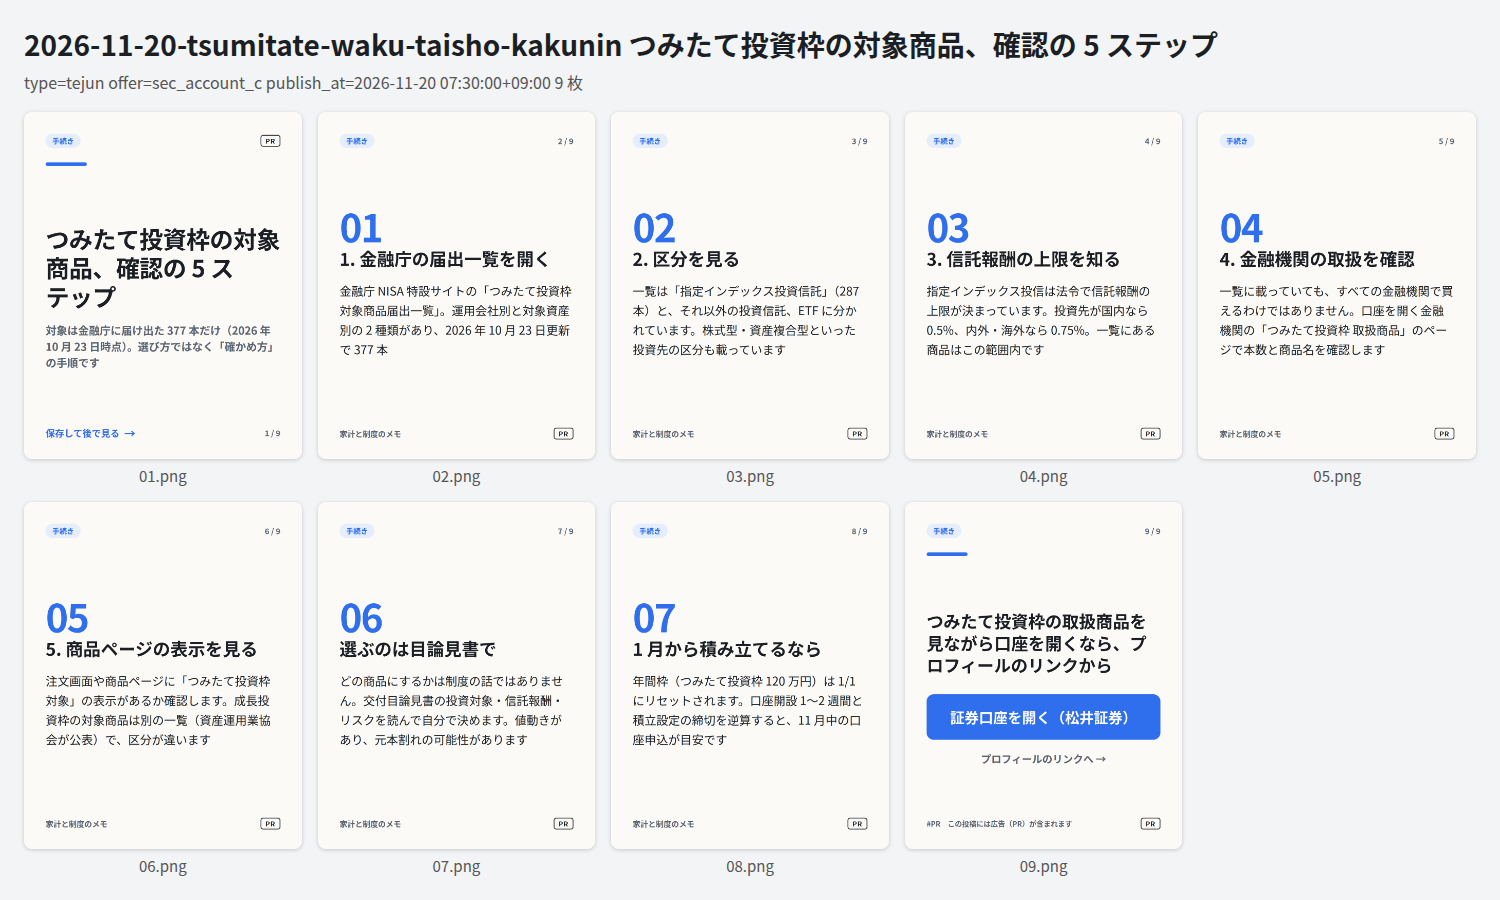 2026-11-20-tsumitate-waku-taisho-kakunin つみたて投資枠の対象商品、確認の 5 ステップ
type=tejun offer=sec_account_c publish_at=2026-11-20 07:30:00+09:00 9 枚
手続き
PR
つみたて投資枠の対象
商品、確認の 5 ス
テップ
対象は金融庁に届け出た 377 本だけ（2026 年
10 月 23 日時点）。選び方ではなく「確かめ方」
の手順です
保存して後で見る →
1 / 9
01.png
手続き
2 / 9
01
1. 金融庁の届出一覧を開く
金融庁 NISA 特設サイトの「つみたて投資枠
対象商品届出一覧」。運用会社別と対象資産
別の 2 種類があり、2026 年 10 月 23 日更新
で 377 本
家計と制度のメモ
PR
02.png
手続き
3 / 9
02
2. 区分を見る
一覧は「指定インデックス投資信託」（287
本）と、それ以外の投資信託、ETF に分か
れています。株式型・資産複合型といった
投資先の区分も載っています
家計と制度のメモ
PR
03.png
手続き
4 / 9
03
3. 信託報酬の上限を知る
指定インデックス投信は法令で信託報酬の
上限が決まっています。投資先が国内なら
0.5%、内外・海外なら 0.75%。一覧にある
商品はこの範囲内です
家計と制度のメモ
PR
04.png
手続き
5 / 9
04
4. 金融機関の取扱を確認
一覧に載っていても、すべての金融機関で買
えるわけではありません。口座を開く金融
機関の「つみたて投資枠 取扱商品」のペー
ジで本数と商品名を確認します
家計と制度のメモ
PR
05.png
手続き
6 / 9
05
5. 商品ページの表示を見る
注文画面や商品ページに「つみたて投資枠
対象」の表示があるか確認します。成長投
資枠の対象商品は別の一覧（資産運用業協
会が公表）で、区分が違います
家計と制度のメモ
PR
06.png
手続き
7 / 9
06
選ぶのは目論見書で
どの商品にするかは制度の話ではありませ
ん。交付目論見書の投資対象・信託報酬・
リスクを読んで自分で決めます。値動きが
あり、元本割れの可能性があります
家計と制度のメモ
PR
07.png
手続き
8 / 9
07
1 月から積み立てるなら
年間枠（つみたて投資枠 120 万円）は 1/1
にリセットされます。口座開設 1〜2 週間と
積立設定の締切を逆算すると、11 月中の口
座申込が目安です
家計と制度のメモ
PR
08.png
手続き
9 / 9
つみたて投資枠の取扱商品を
見ながら口座を開くなら、プ
ロフィールのリンクから
証券口座を開く（松井証券）
プロフィールのリンクへ →
#PR この投稿には広告（PR）が含まれます
PR
09.png